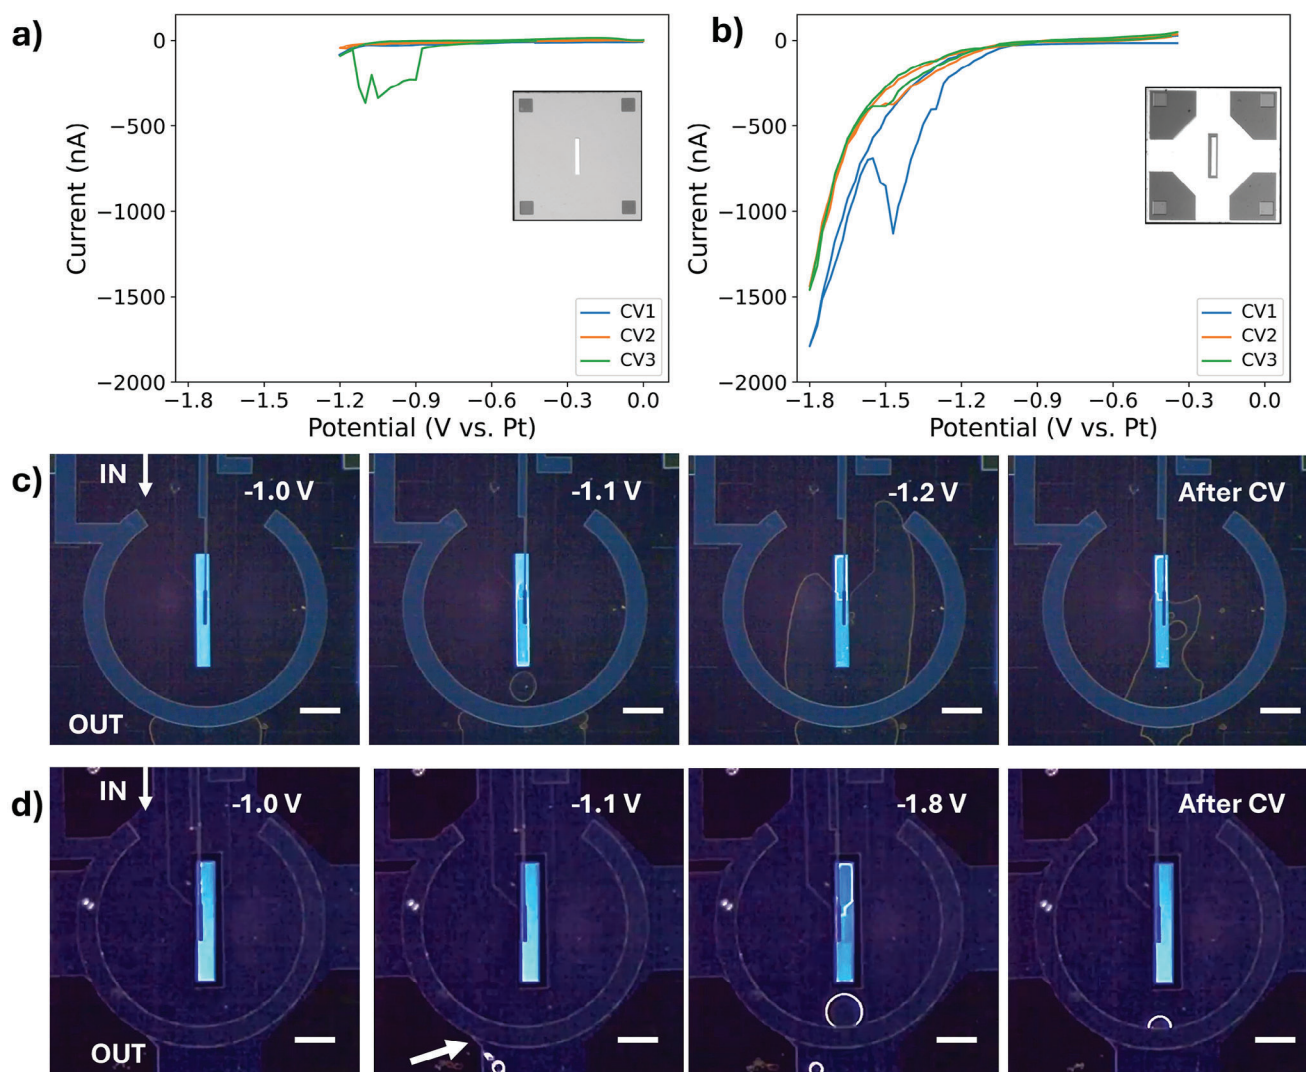 a)
0
−500
−1000
−1500
−2000
Current (nA)
−1.8 −1.5 −1.2 −0.9 −0.6 −0.3 0.0
Potential (V vs. Pt)
CV1
CV2
CV3
b)
0
−500
−1000
−1500
−2000
Current (nA)
−1.8 −1.5 −1.2 −0.9 −0.6 −0.3 0.0
Potential (V vs. Pt)
CV1
CV2
CV3
c)
IN
-1.0 V
OUT
-1.1 V
-1.2 V
After CV
d)
IN
-1.0 V
OUT
-1.1 V
-1.8 V
After CV